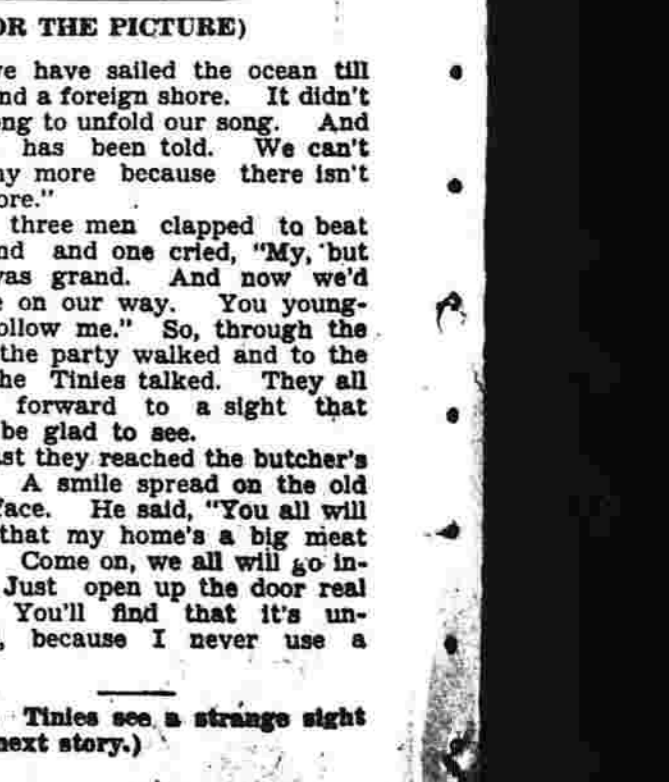 OR THE PICTURE)
ve have sailed the ocean till
nd a foreign shore. It didn't
ng to unfold our song. And
has been told. We can't
ny more because there isn't
ore."
three men clapped to beat
nd and one cried, "My, but
vas grand. And now we'd
e on our way. You young-
ollow me." So, through the
the party walked and to the
he Tinies talked. They all
forward to a sight that
be glad to see.
ast they reached the butcher's
A smile spread on the old
face. He said, "You all will
that my home's a big meat
Come on, we all will go in-
Just open up the door real
You'll find that it's un-
, because I never use a
Tinies see a strange sight
next story.)